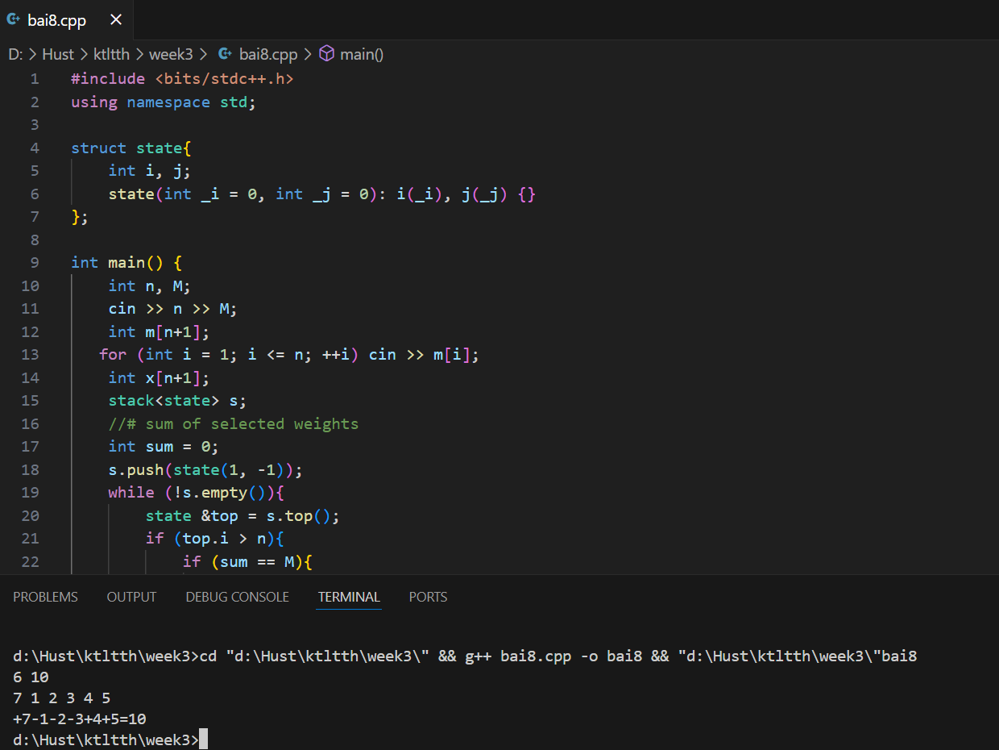 bai8.cpp
D: > Hust > ktltth > week3 > bai8.cpp > main()
1 #include <bits/stdc++.h>
2 using namespace std;
3
4 struct state{
5     int i, j;
6     state(int _i = 0, int _j = 0): i(_i), j(_j) {}
7 };
8
9 int main() {
10     int n, M;
11     cin >> n >> M;
12     int m[n+1];
13    for (int i = 1; i <= n; ++i) cin >> m[i];
14     int x[n+1];
15     stack<state> s;
16     //# sum of selected weights
17     int sum = 0;
18     s.push(state(1, -1));
19     while (!s.empty()){
20         state &top = s.top();
21         if (top.i > n){
22             if (sum == M){
PROBLEMS OUTPUT DEBUG CONSOLE TERMINAL PORTS
d:\Hust\ktltth\week3>cd "d:\Hust\ktltth\week3\" && g++ bai8.cpp -o bai8 && "d:\Hust\ktltth\week3\"bai8
6 10
7 1 2 3 4 5
+7-1-2-3+4+5=10
d:\Hust\ktltth\week3>